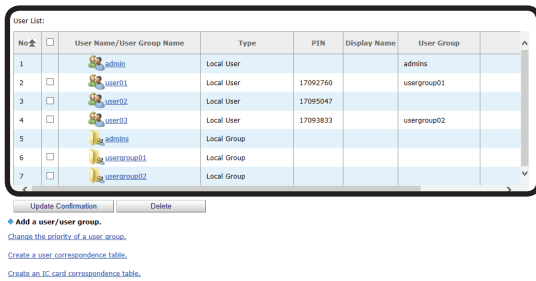 User List:
No User Name/User Group Name Type PIN Display Name User Group
1 admin Local User admins
2 user01 Local User 17092760 usergroup01
3 user02 Local User 17095047
4 user03 Local User 17093833 usergroup02
5 admins Local Group
6 usergroup01 Local Group
7 usergroup02 Local Group
Update Confirmation Delete
Add a user/user group.
Change the priority of a user group.
Create a user correspondence table.
Create an IC card correspondence table.